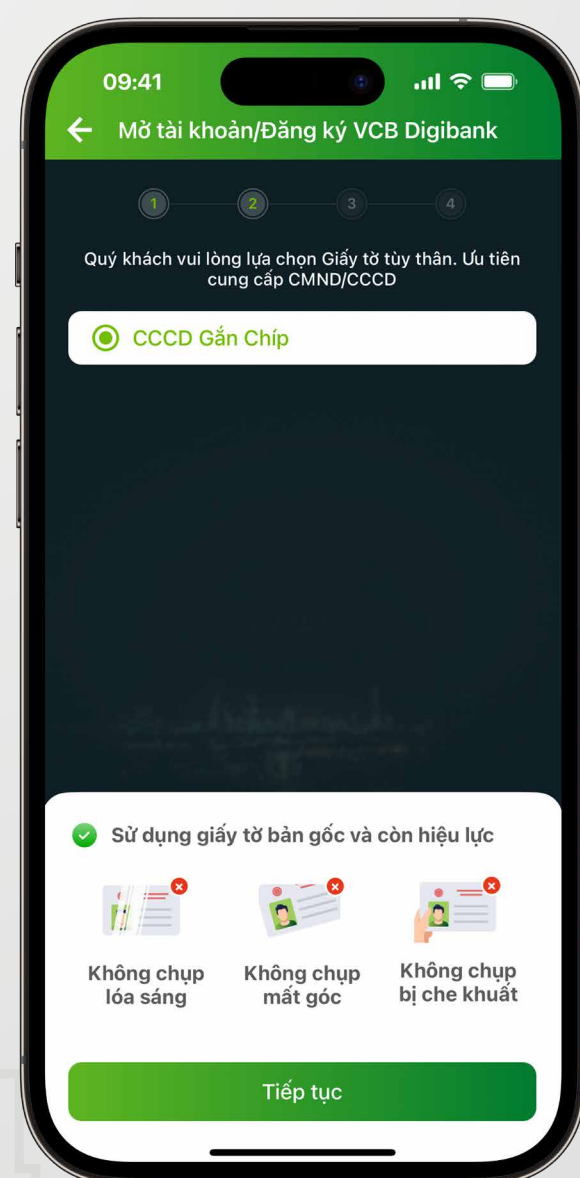 09:41
Mở tài khoản/Đăng ký VCB Digibank
1 2 3 4
Quý khách vui lòng lựa chọn Giấy tờ tùy thân. Ưu tiên
cung cấp CMND/CCCD
CCCD Gắn Chíp
Sử dụng giấy tờ bản gốc và còn hiệu lực
Không chụp
lóa sáng
Không chụp
mất góc
Không chụp
bị che khuất
Tiếp tục